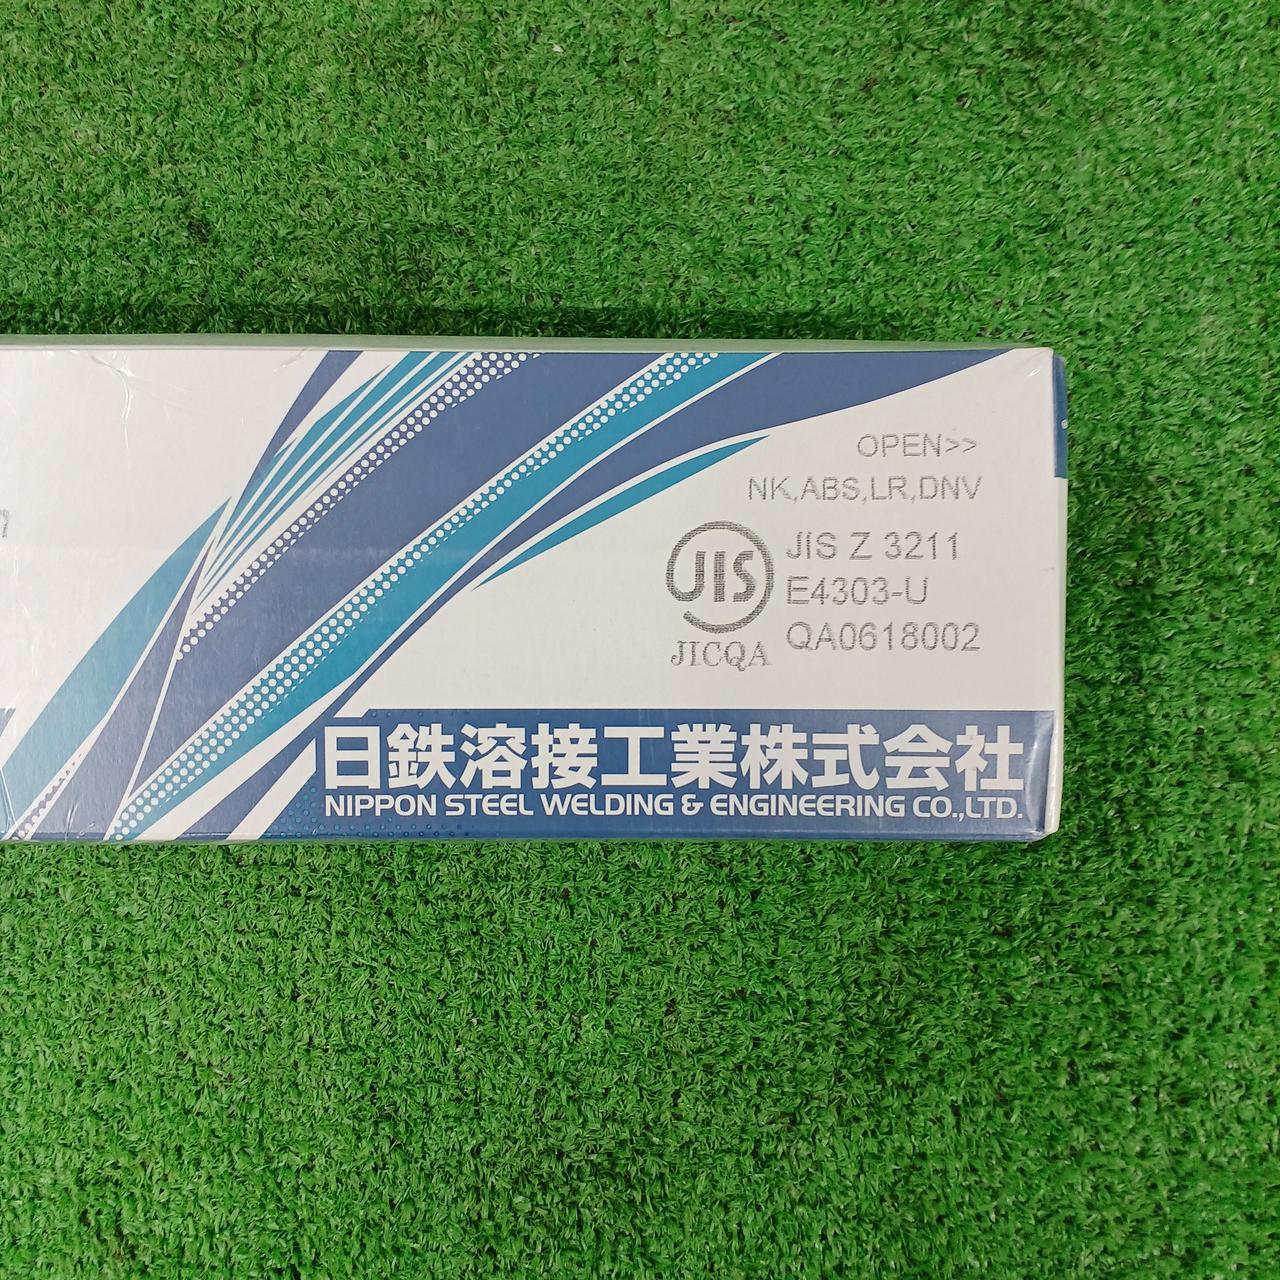 OPEN>>
NK,ABS,LR,DNV
JIS
JICQA
JIS Z 3211
E4303-U
QA0618002
日鉄溶接工業株式会社
NIPPON STEEL WELDING & ENGINEERING CO.,LTD.